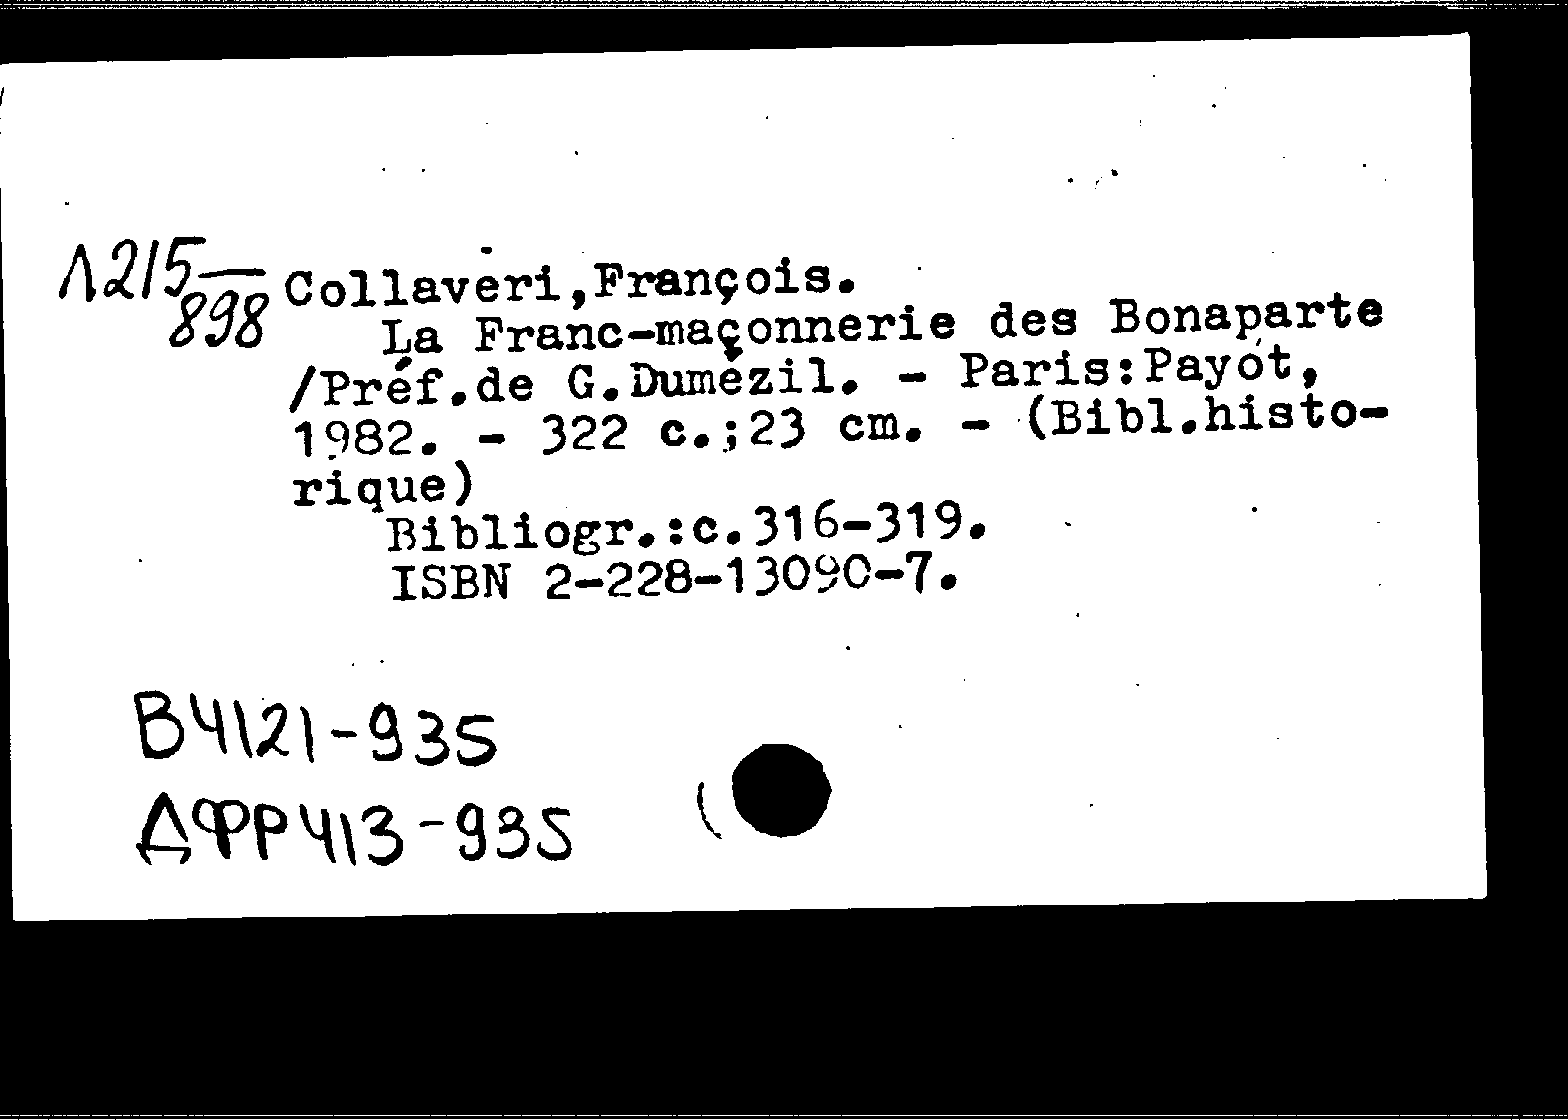 Л215/898 Collaveri,François.
La Franc-maçonnerie des Bonaparte
/Préf.de G.Dumézil. - Paris:Payot,
1982. - 322 c.;23 cm. - (Bibl.histo-
rique)
Bibliogr.:c.316-319.
ISBN 2-228-13090-7.
В4121-935
ДФР413-935